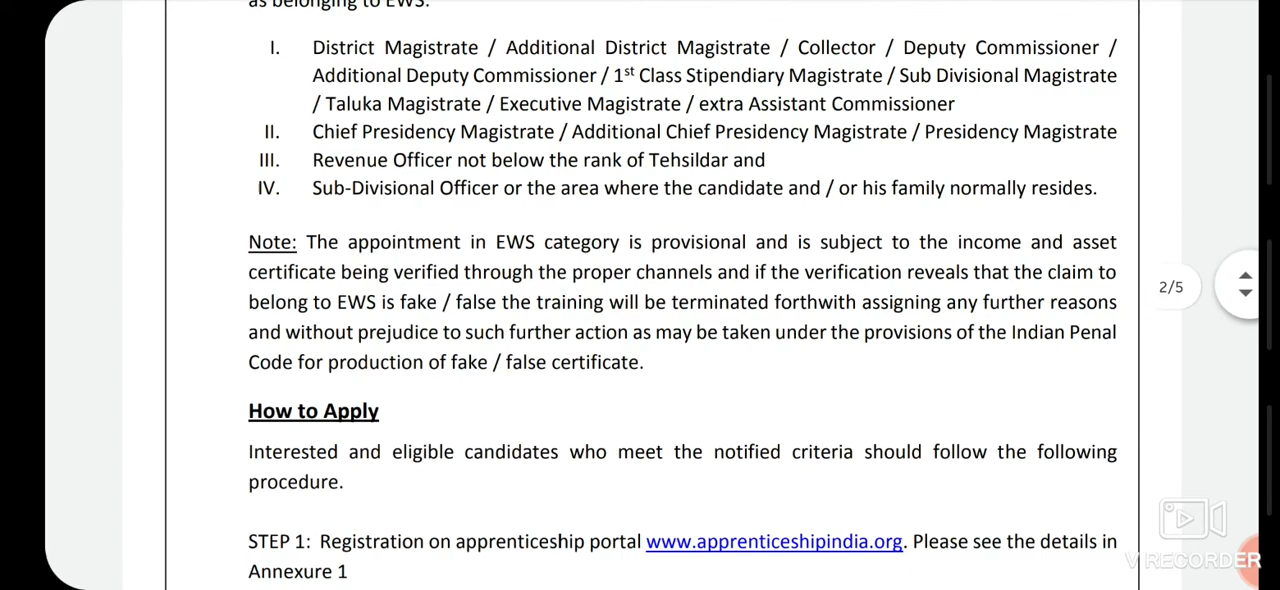 as belonging to EWS.
I. District Magistrate / Additional District Magistrate / Collector / Deputy Commissioner /
Additional Deputy Commissioner / 1st Class Stipendiary Magistrate / Sub Divisional Magistrate
/ Taluka Magistrate / Executive Magistrate / extra Assistant Commissioner
II. Chief Presidency Magistrate / Additional Chief Presidency Magistrate / Presidency Magistrate
III. Revenue Officer not below the rank of Tehsildar and
IV. Sub-Divisional Officer or the area where the candidate and / or his family normally resides.
Note: The appointment in EWS category is provisional and is subject to the income and asset
certificate being verified through the proper channels and if the verification reveals that the claim to
belong to EWS is fake / false the training will be terminated forthwith assigning any further reasons
and without prejudice to such further action as may be taken under the provisions of the Indian Penal
Code for production of fake / false certificate.
2/5
How to Apply
Interested and eligible candidates who meet the notified criteria should follow the following
procedure.
STEP 1: Registration on apprenticeship portal www.apprenticeshipindia.org. Please see the details in
Annexure 1
V RECORDER